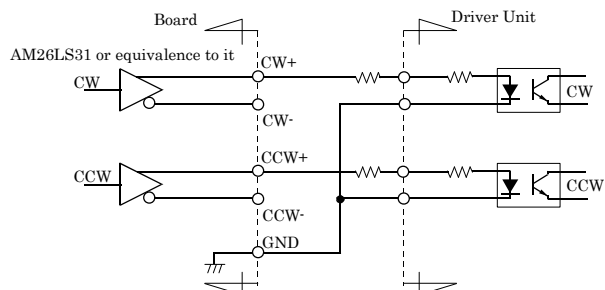 Board
Driver Unit
AM26LS31 or equivalence to it
CW
CW+
CW-
CW
CCW
CCW+
CCW-
CCW
GND